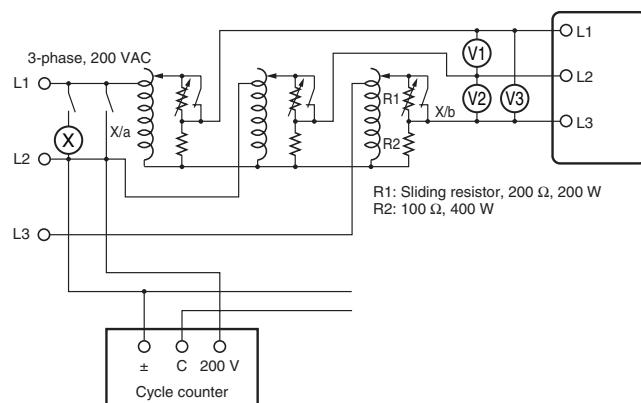 3-phase, 200 VAC
L1
X
X/a
L2
L3
R1
R2
X/b
V1
V2
V3
L1
L2
L3
R1: Sliding resistor, 200 Ω, 200 W
R2: 100 Ω, 400 W
± C 200 V
Cycle counter